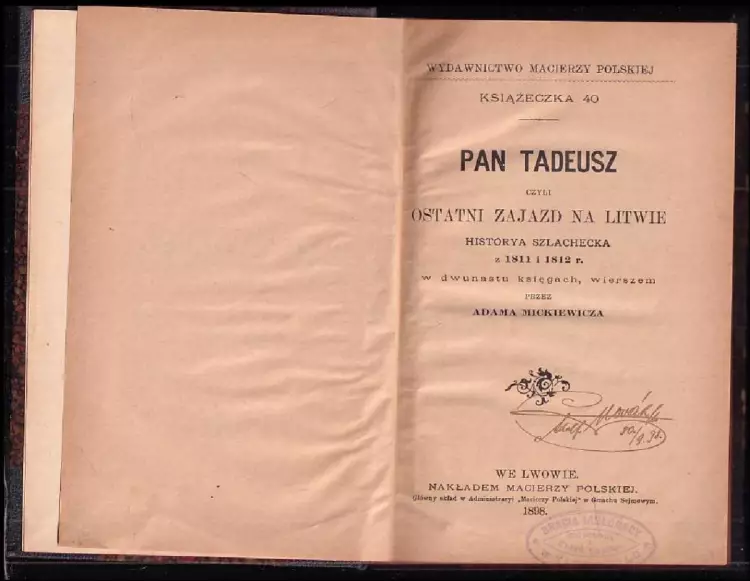 WYDAWNICTWO MACIERZY POLSKIEJ
KSIĄŻECZKA 40
PAN TADEUSZ
CZYLI
OSTATNI ZAJAZD NA LITWIE
HISTORYA SZLACHECKA
z 1811 i 1812 r.
w dwunastu księgach, wierszem
PRZEZ
ADAMA MICKIEWICZA
WE LWOWIE.
NAKŁADEM MACIERZY POLSKIEJ.
Główny skład w Administracyi „Macierzy Polskiej" w Gmachu Sejmowym.
1898.